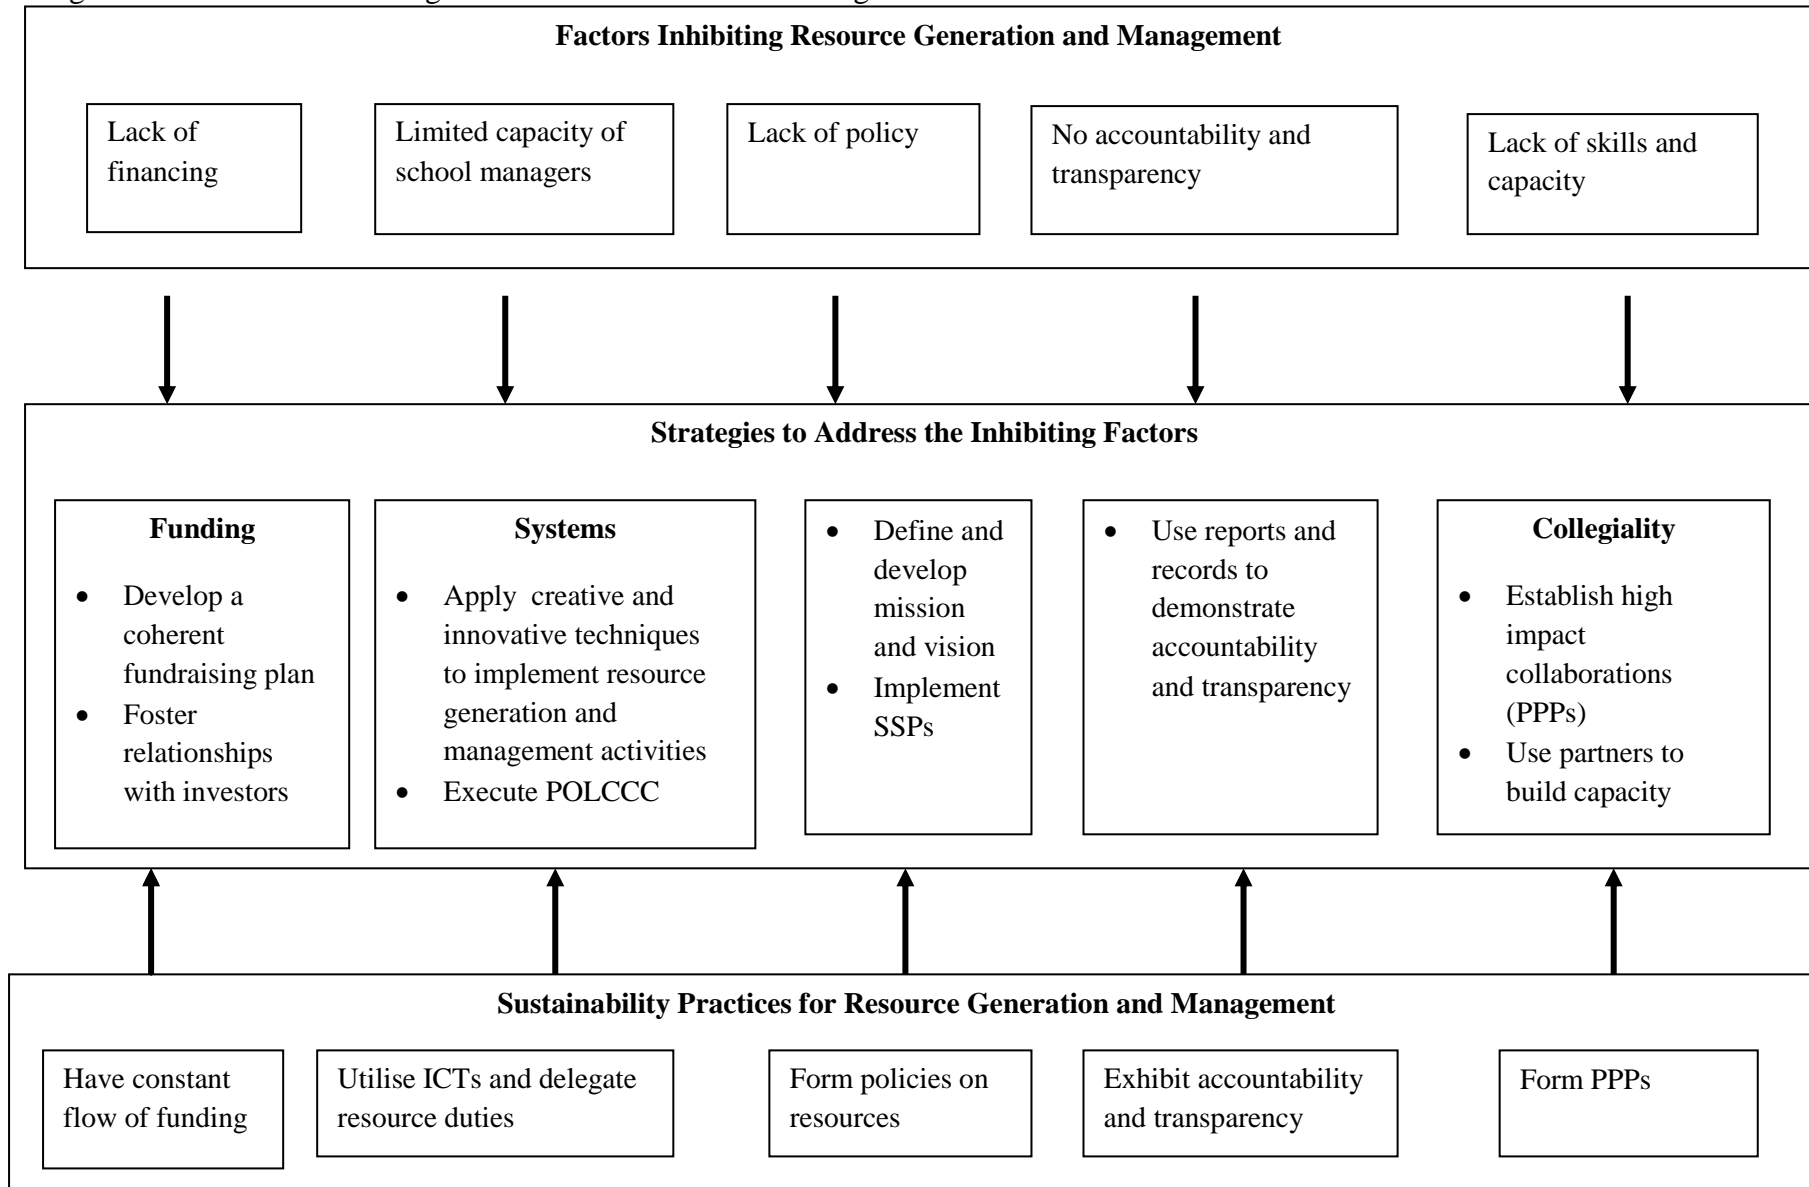 Factors Inhibiting Resource Generation and Management
Lack of
financing
Limited capacity of
school managers
Lack of policy
No accountability and
transparency
Lack of skills and
capacity
Strategies to Address the Inhibiting Factors
Funding
• Develop a
coherent
fundraising plan
• Foster
relationships
with investors
Systems
• Apply creative and
innovative techniques
to implement resource
generation and
management activities
• Execute POLCCC
• Define and
develop
mission
and vision
• Implement
SSPs
• Use reports and
records to
demonstrate
accountability
and transparency
Collegiality
• Establish high
impact
collaborations
(PPPs)
• Use partners to
build capacity
Sustainability Practices for Resource Generation and Management
Have constant
flow of funding
Utilise ICTs and delegate
resource duties
Form policies on
resources
Exhibit accountability
and transparency
Form PPPs